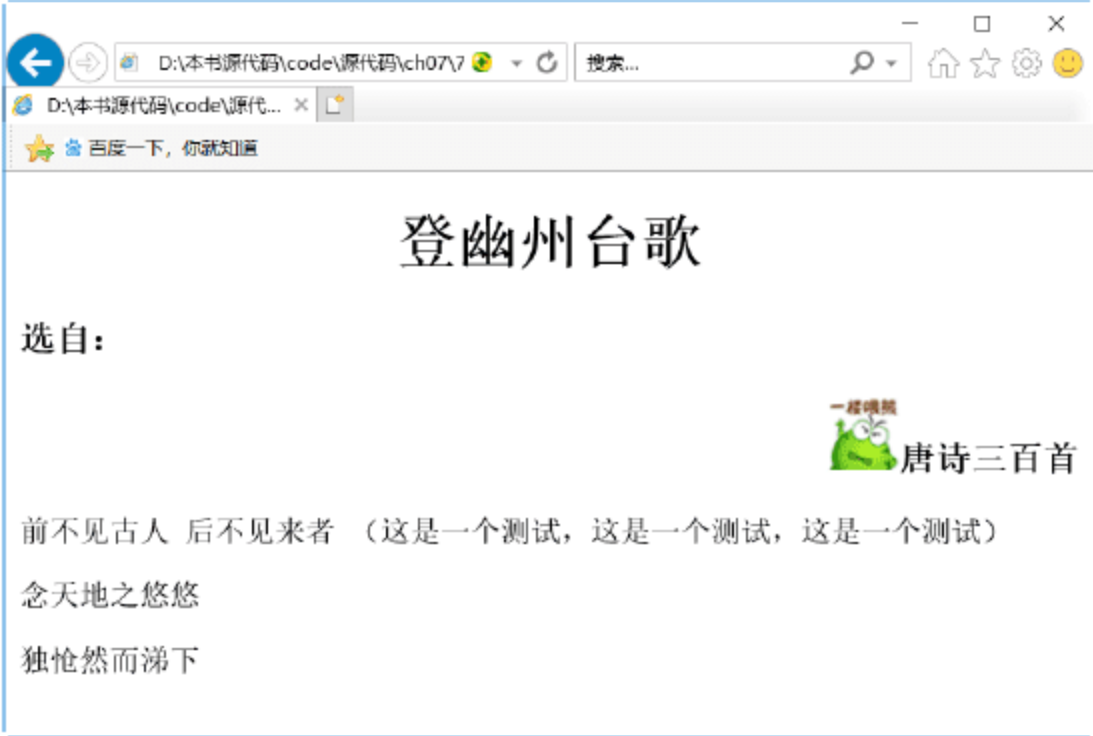 D:\本书源代码\code\源代码\ch07\7
搜索...
D:\本书源代码\code\源代...
百度一下，你就知道
登幽州台歌
选自：
唐诗三百首
前不见古人 后不见来者 （这是一个测试，这是一个测试，这是一个测试）
念天地之悠悠
独怆然而涕下